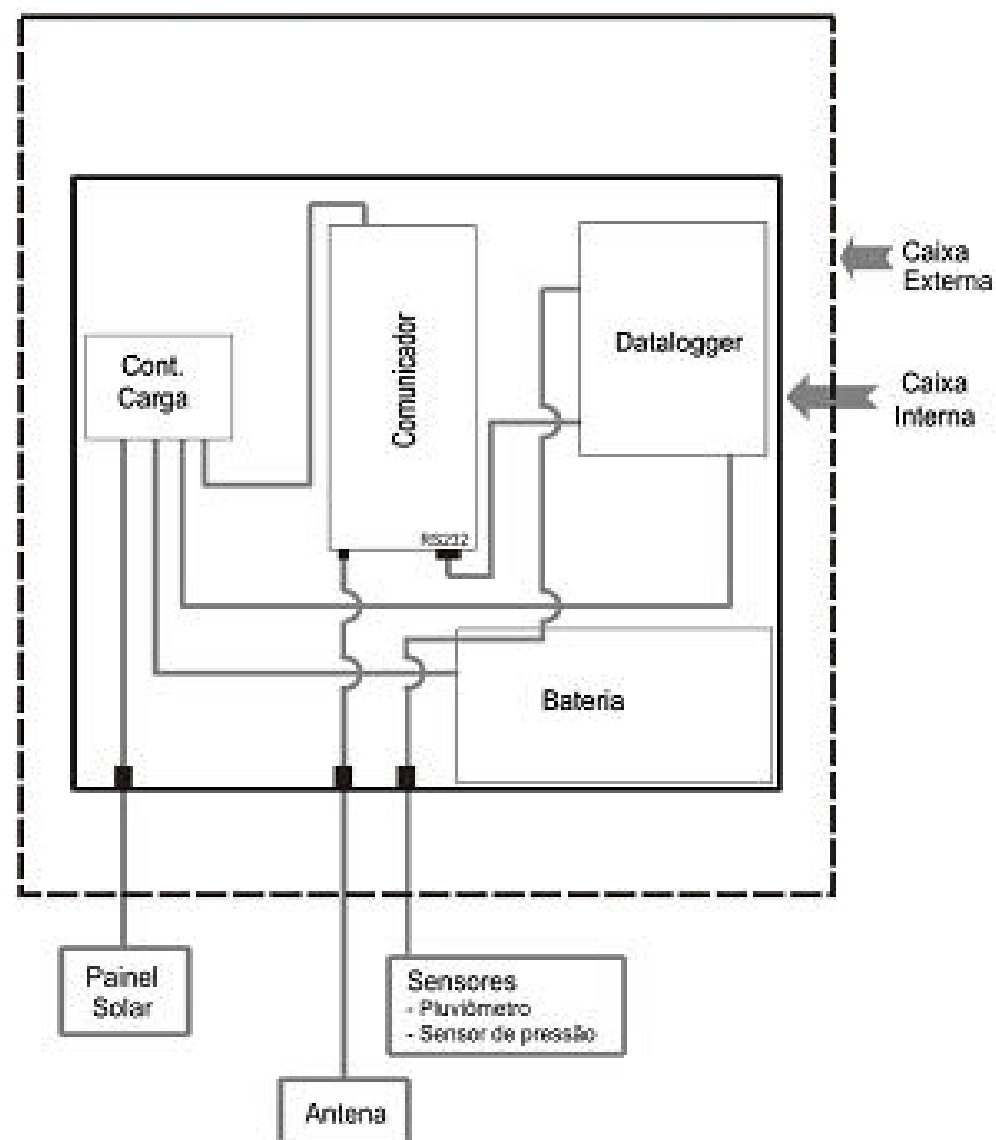 Caixa
Externa
Comunicador
Datalogger
Cont.
Carga
Caixa
Interna
RS232
Bateria
Painel
Solar
Sensores
- Pluviômetro
- Sensor de pressão
Antena